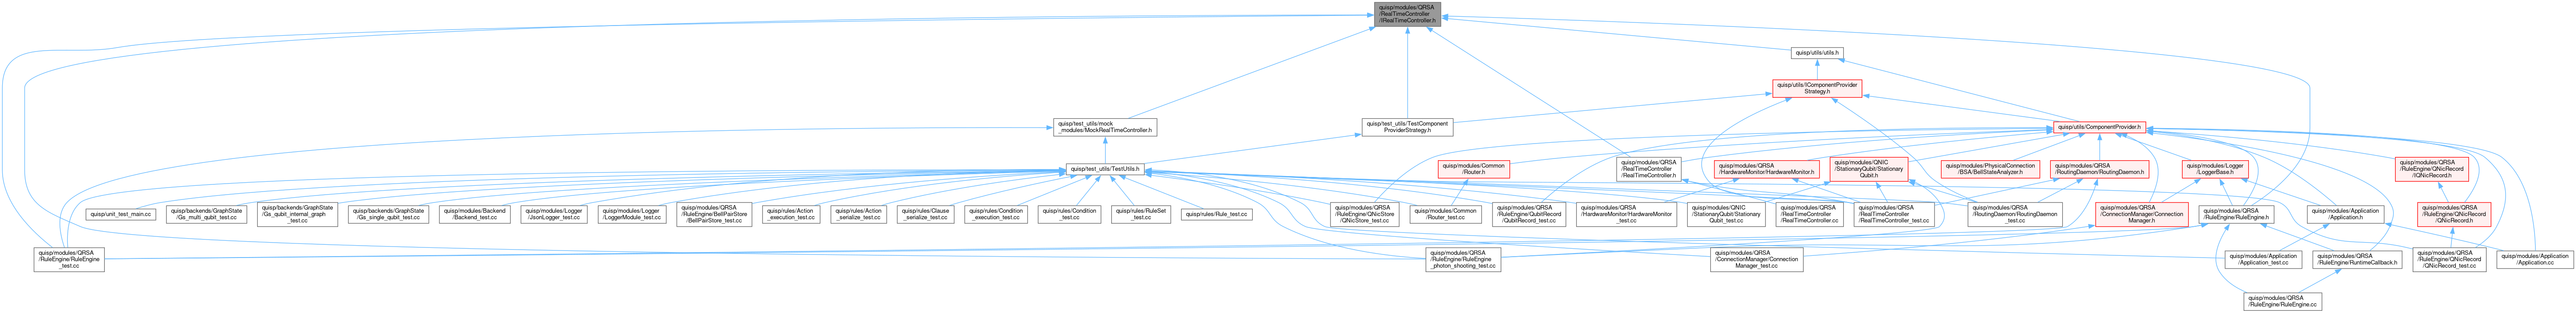 quisp/modules/QRSA
/RealTimeController
/IRealTimeController.h
quisp/utils/utils.h
quisp/utils/IComponentProvider
Strategy.h
quisp/test_utils/mock
_modules/MockRealTimeController.h
quisp/test_utils/TestComponent
ProviderStrategy.h
quisp/utils/ComponentProvider.h
quisp/test_utils/TestUtils.h
quisp/modules/Common
/Router.h
quisp/modules/QRSA
/RealTimeController
/RealTimeController.h
quisp/modules/QRSA
/HardwareMonitor/HardwareMonitor.h
quisp/modules/QNIC
/StationaryQubit/Stationary
Qubit.h
quisp/modules/PhysicalConnection
/BSA/BellStateAnalyzer.h
quisp/modules/QRSA
/RoutingDaemon/RoutingDaemon.h
quisp/modules/Logger
/LoggerBase.h
quisp/modules/QRSA
/RuleEngine/QNicRecord
/IQNicRecord.h
quisp/unit_test_main.cc
quisp/backends/GraphState
/Ga_multi_qubit_test.cc
quisp/backends/GraphState
/Ga_qubit_internal_graph
_test.cc
quisp/backends/GraphState
/Ga_single_qubit_test.cc
quisp/modules/Backend
/Backend_test.cc
quisp/modules/Logger
/JsonLogger_test.cc
quisp/modules/Logger
/LoggerModule_test.cc
quisp/modules/QRSA
/RuleEngine/BellPairStore
/BellPairStore_test.cc
quisp/rules/Action
_execution_test.cc
quisp/rules/Action
_serialize_test.cc
quisp/rules/Clause
_serialize_test.cc
quisp/rules/Condition
_execution_test.cc
quisp/rules/Condition
_test.cc
quisp/rules/RuleSet
_test.cc
quisp/rules/Rule_test.cc
quisp/modules/QRSA
/RuleEngine/QNicStore
/QNicStore_test.cc
quisp/modules/Common
/Router_test.cc
quisp/modules/QRSA
/RuleEngine/QubitRecord
/QubitRecord_test.cc
quisp/modules/QRSA
/HardwareMonitor/HardwareMonitor
_test.cc
quisp/modules/QNIC
/StationaryQubit/Stationary
Qubit_test.cc
quisp/modules/QRSA
/RealTimeController
/RealTimeController.cc
quisp/modules/QRSA
/RealTimeController
/RealTimeController_test.cc
quisp/modules/QRSA
/RoutingDaemon/RoutingDaemon
_test.cc
quisp/modules/QRSA
/ConnectionManager/Connection
Manager.h
quisp/modules/QRSA
/RuleEngine/RuleEngine.h
quisp/modules/Application
/Application.h
quisp/modules/QRSA
/RuleEngine/QNicRecord
/QNicRecord.h
quisp/modules/QRSA
/RuleEngine/RuleEngine
_test.cc
quisp/modules/QRSA
/RuleEngine/RuleEngine
_photon_shooting_test.cc
quisp/modules/QRSA
/ConnectionManager/Connection
Manager_test.cc
quisp/modules/Application
/Application_test.cc
quisp/modules/QRSA
/RuleEngine/RuntimeCallback.h
quisp/modules/QRSA
/RuleEngine/QNicRecord
/QNicRecord_test.cc
quisp/modules/Application
/Application.cc
quisp/modules/QRSA
/RuleEngine/RuleEngine.cc